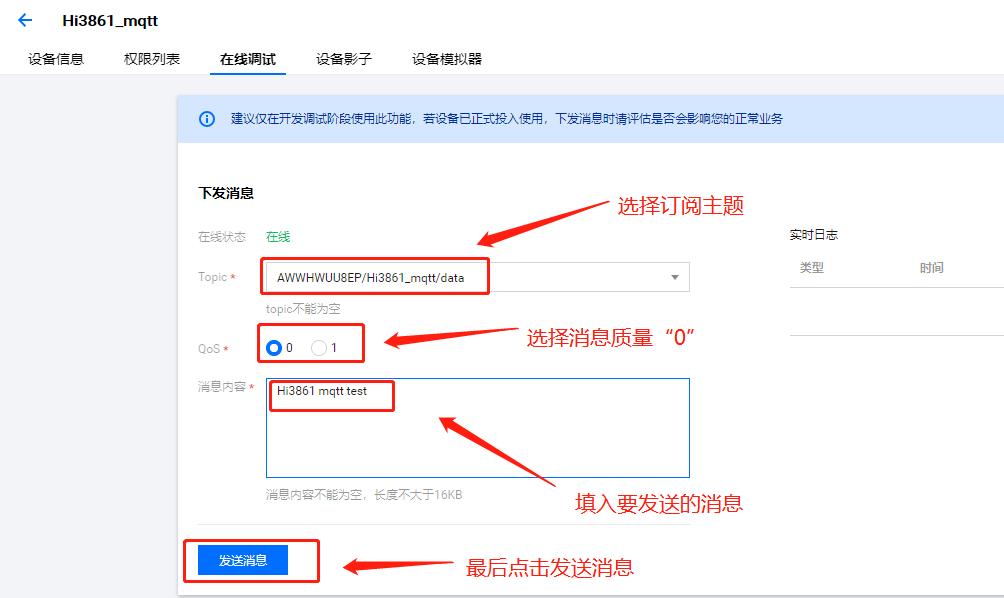 Hi3861_mqtt
设备信息 权限列表 在线调试 设备影子 设备模拟器
建议仅在开发调试阶段使用此功能，若设备已正式投入使用，下发消息时请评估是否会影响您的正常业务
下发消息
选择订阅主题
在线状态 在线
实时日志
类型 时间
Topic * AWWHWUU8EP/Hi3861_mqtt/data
topic不能为空
选择消息质量“0”
QoS * 0 1
消息内容 * Hi3861 mqtt test
消息内容不能为空，长度不大于16KB
填入要发送的消息
发送消息
最后点击发送消息